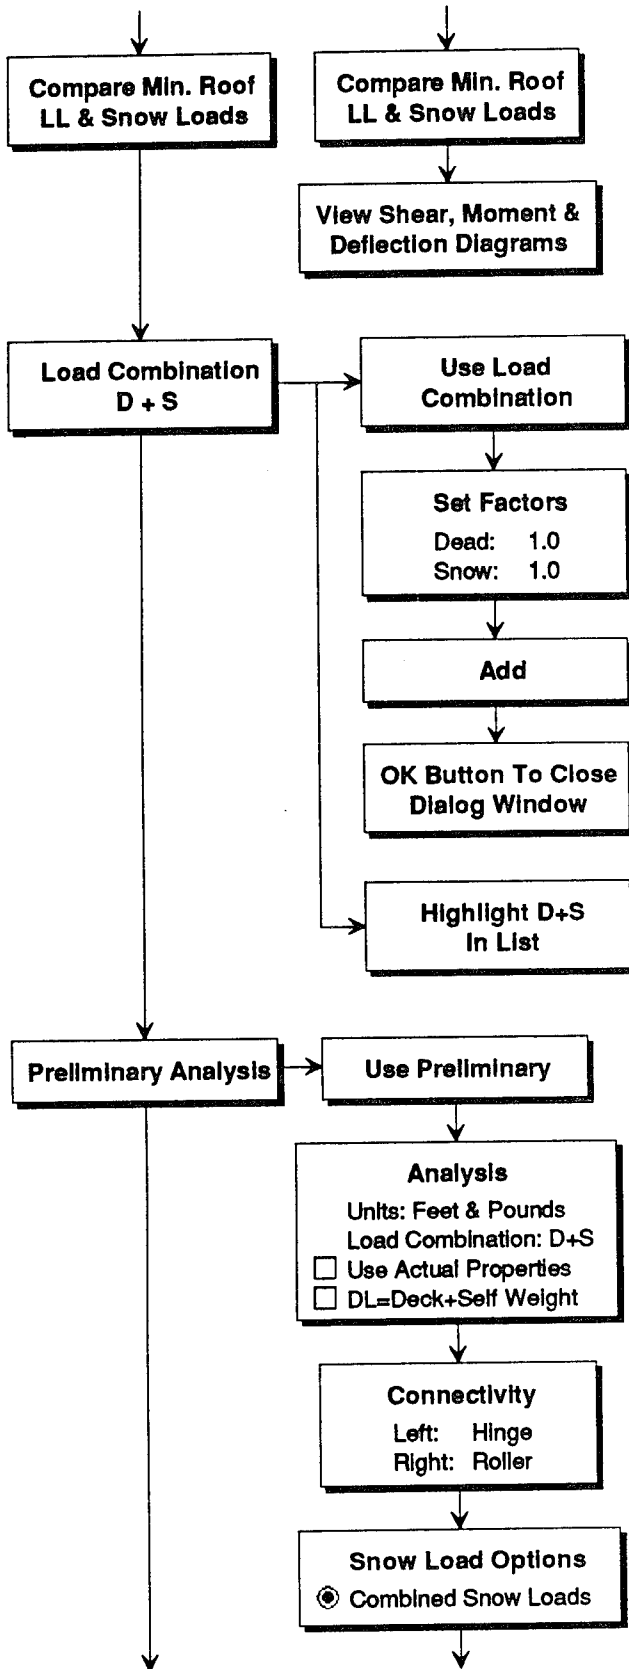 Compare Min. Roof
LL & Snow Loads
Compare Min. Roof
LL & Snow Loads
View Shear, Moment &
Deflection Diagrams
Load Combination
D + S
Use Load
Combination
Set Factors
Dead: 1.0
Snow: 1.0
Add
OK Button To Close
Dialog Window
Highlight D+S
In List
Preliminary Analysis
Use Preliminary
Analysis
Units: Feet & Pounds
Load Combination: D+S
Use Actual Properties
DL=Deck+Self Weight
Connectivity
Left: Hinge
Right: Roller
Snow Load Options
Combined Snow Loads